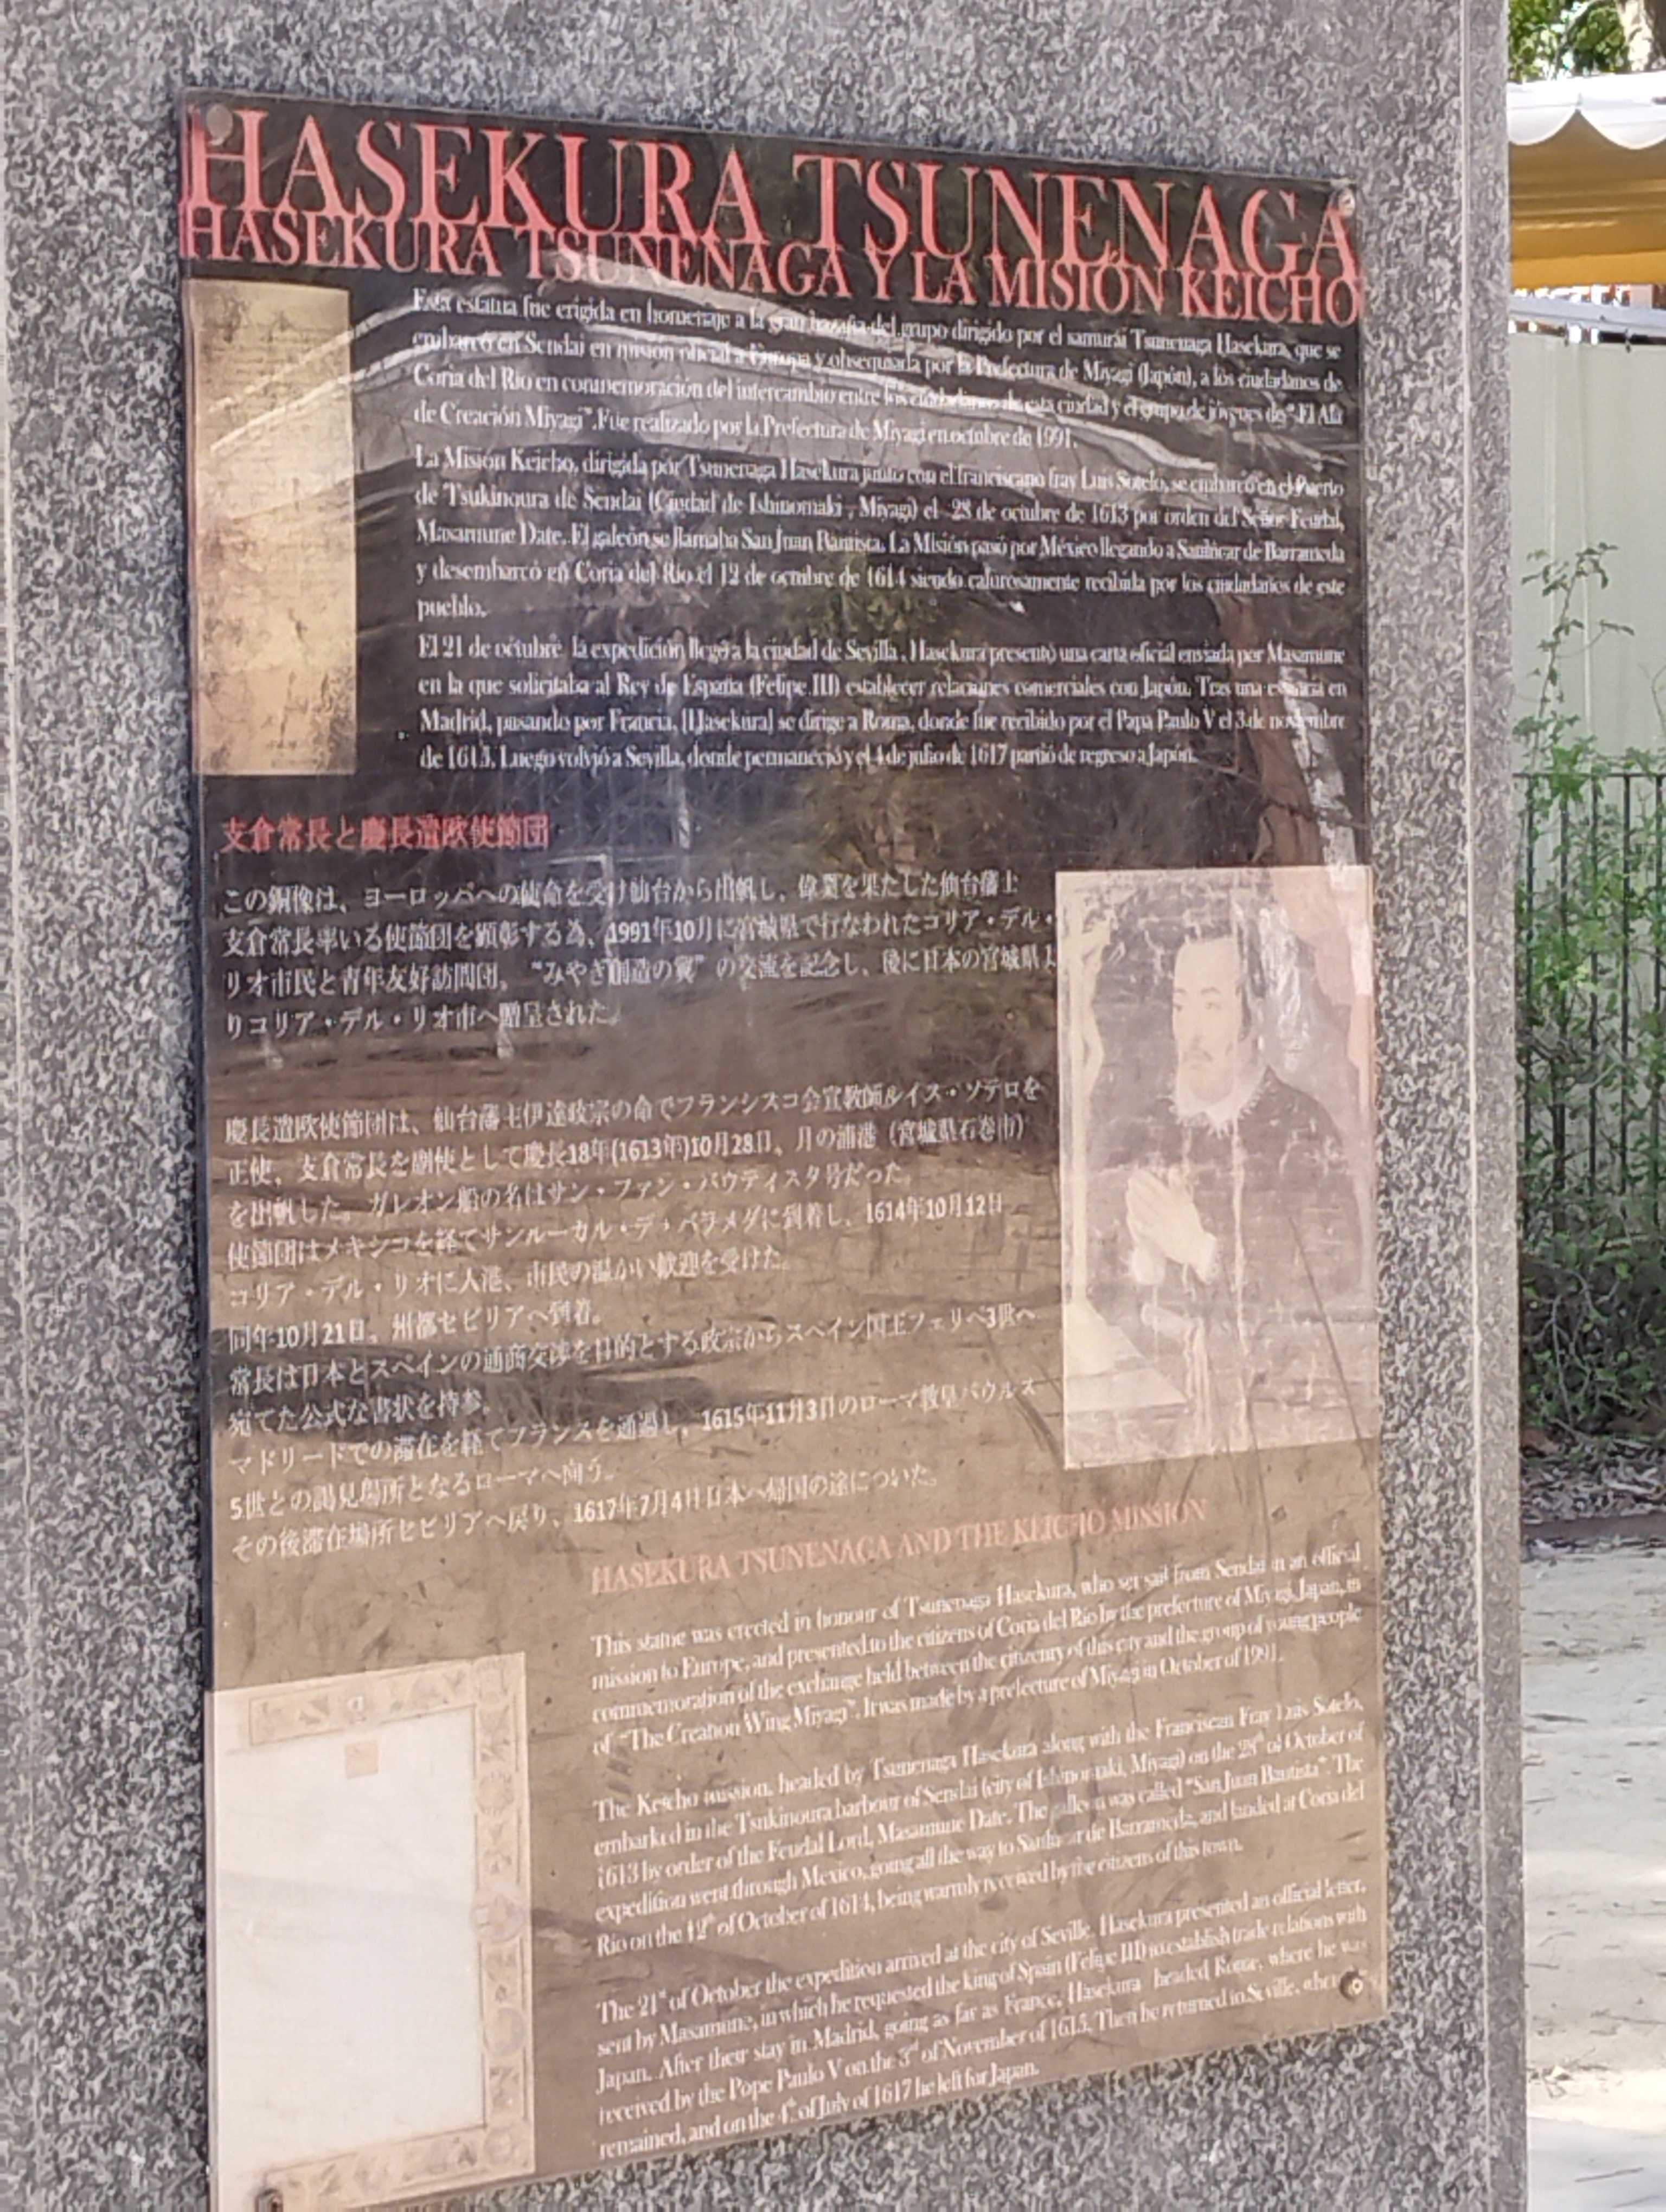 HASEKURA TSUNENAGA
HASEKURA TSUNENAGA Y LA MISIÓN KEICHO
Esta estatua fue erigida en homenaje a la gran hazaña del grupo dirigido por el samurái Tsunenaga Hasekura, que se
embarcó en Sendai en misión oficial a Europa y obsequiada por la Prefectura de Miyagi (Japón), a los ciudadanos de
Coria del Río en conmemoración del intercambio entre los ciudadanos de esta ciudad y el grupo de jóvenes de "El Ala
de Creación Miyagi". Fue realizado por la Prefectura de Miyagi en octubre de 1991.
La Misión Keicho, dirigida por Tsunenaga Hasekura junto con el franciscano fray Luis Sotelo, se embarcó en el Puerto
de Tsukinoura de Sendai (Ciudad de Ishinomaki, Miyagi) el 28 de octubre de 1613 por orden del Señor Feudal,
Masamune Date. El galeón se llamaba San Juan Bautista. La Misión pasó por México llegando a Sanlúcar de Barrameda
y desembarcó en Coria del Río el 12 de octubre de 1614 siendo calurosamente recibida por los ciudadanos de este
pueblo.
El 21 de octubre la expedición llegó a la ciudad de Sevilla. Hasekura presentó una carta oficial enviada por Masamune
en la que solicitaba al Rey de España (Felipe III) establecer relaciones comerciales con Japón. Tras una estancia en
Madrid, pasando por Francia, [Hasekura] se dirige a Roma, donde fue recibido por el Papa Paulo V el 3 de noviembre
de 1615. Luego volvió a Sevilla, donde permaneció y el 4 de julio de 1617 partió de regreso a Japón.
支倉常長と慶長遣欧使節団
この銅像は、ヨーロッパへの使命を受け仙台から出帆し、偉業を果たした仙台藩士
支倉常長率いる使節団を顕彰する為、1991年10月に宮城県で行なわれたコリア・デル・
リオ市民と青年友好訪問団。"みやぎ創造の翼"の交流を記念し、後に日本の宮城県よ
りコリア・デル・リオ市へ贈呈された。
慶長遣欧使節団は、仙台藩主伊達政宗の命でフランシスコ会宣教師ルイス・ソテロを
正使、支倉常長を副使として慶長18年(1613年)10月28日、月の浦港（宮城県石巻市）
を出帆した。ガレオン船の名はサン・ファン・バウティスタ号だった。
使節団はメキシコを経てサンルーカル・デ・バラメダに到着し、1614年10月12日
コリア・デル・リオに入港、市民の温かい歓迎を受けた。
同年10月21日。州都セビリアへ到着。
常長は日本とスペインの通商交渉を目的とする政宗からスペイン国王フェリペ3世へ
宛てた公式な書状を持参。
マドリードでの滞在を経てフランスを通過し、1615年11月3日のローマ教皇パウルス
5世との謁見場所となるローマへ向う。
その後滞在場所セビリアへ戻り、1617年7月4日日本へ帰国の途についた。
HASEKURA TSUNENAGA AND THE KEICHO MISSION
This statue was erected in honour of Tsunenaga Hasekura, who set sail from Sendai in an official
mission to Europe, and presented to the citizens of Coria del Río by the prefecture of Miyagi, Japan, in
commemoration of the exchange held between the citizenry of this city and the group of young people
of "The Creation Wing Miyagi". It was made by a prefecture of Miyagi in October of 1991.
The Keicho mission, headed by Tsunenaga Hasekura along with the Franciscan Fray Luis Sotelo,
embarked in the Tsukinoura harbour of Sendai (city of Ishinomaki, Miyagi) on the 28th of October of
1613 by order of the Feudal Lord, Masamune Date. The galleon was called "San Juan Bautista". The
expedition went through Mexico, going all the way to Sanlúcar de Barrameda, and landed at Coria del
Río on the 12th of October of 1614, being warmly received by the citizens of this town.
The 21st of October the expedition arrived at the city of Seville. Hasekura presented an official letter,
sent by Masamune, in which he requested the king of Spain (Felipe III) to establish trade relations with
Japan. After their stay in Madrid, going as far as France, Hasekura headed Rome, where he was
received by the Pope Paulo V on the 3rd of November of 1615. Then he returned to Seville, where
remained, and on the 4th of July of 1617 he left for Japan.